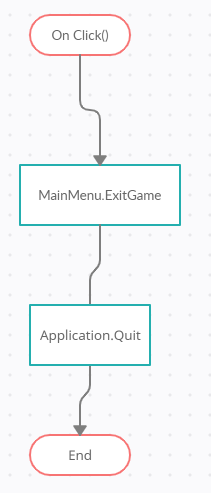 On Click()
MainMenu.ExitGame
Application.Quit
End